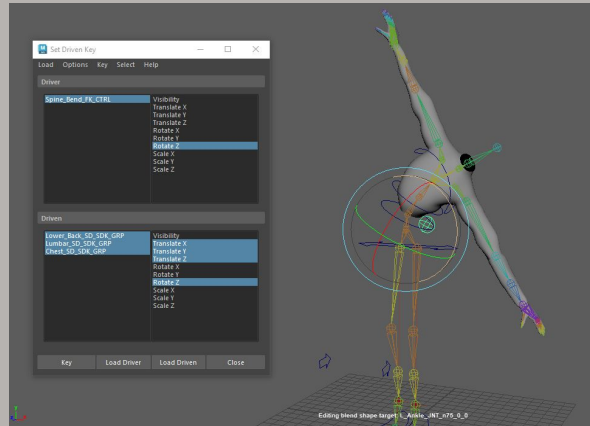 Set Driven Key
Load Options Key Select Help
Driver
Spine_Bend_FK_CTRL
Visibility
Translate X
Translate Y
Translate Z
Rotate X
Rotate Y
Rotate Z
Scale X
Scale Y
Scale Z
Driven
Lower_Back_SD_SDK_GRP
Lumbar_SD_SDK_GRP
Chest_SD_SDK_GRP
Visibility
Translate X
Translate Y
Translate Z
Rotate X
Rotate Y
Rotate Z
Scale X
Scale Y
Scale Z
Key Load Driver Load Driven Close
Editing blend shape target: L_Ankle_JNT_n75_0_0